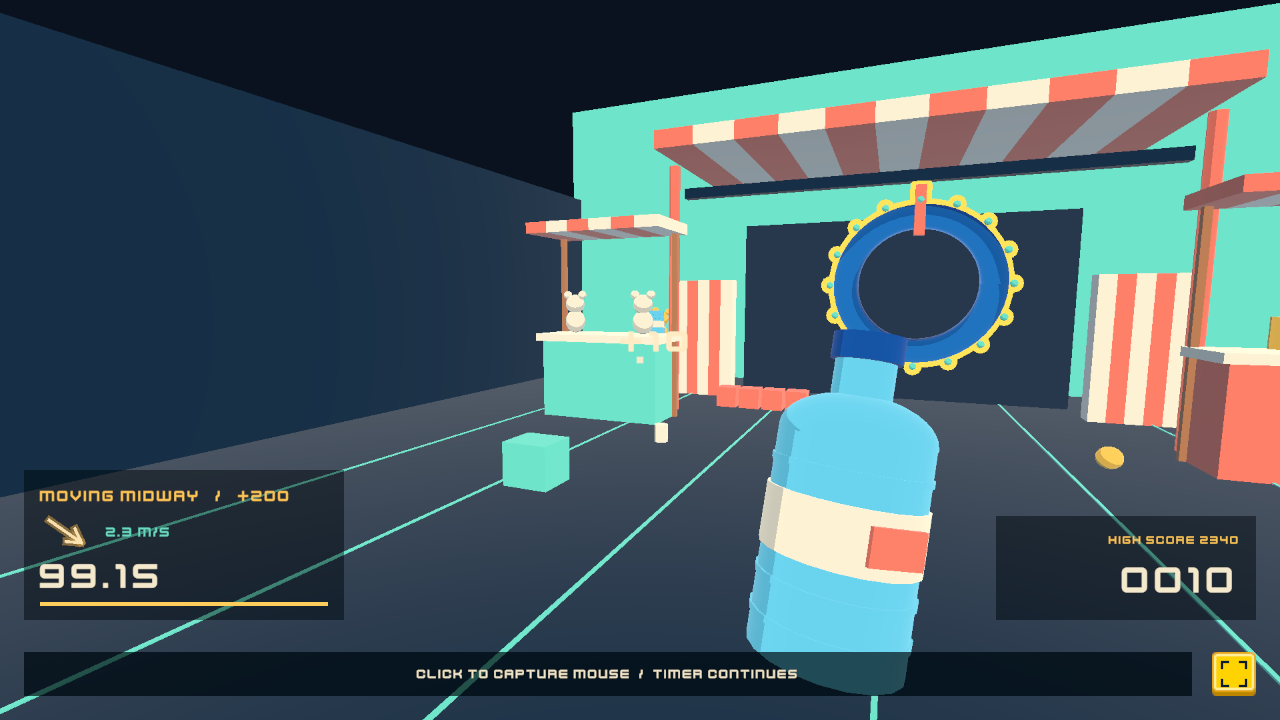 MOVING MIDWAY / +200
2.3 M/S
99.15
HIGH SCORE 2340
0010
CLICK TO CAPTURE MOUSE / TIMER CONTINUES